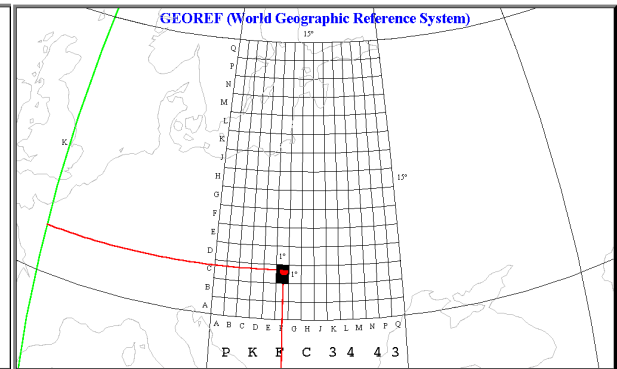 GEOREF (World Geographic Reference System)
15°
Q
P
N
M
L
K
K
J
H
15°
G
F
E
D
1°
C
1°
B
A
A B C D E F G H J K L M N P Q
P K F C 3 4 4 3